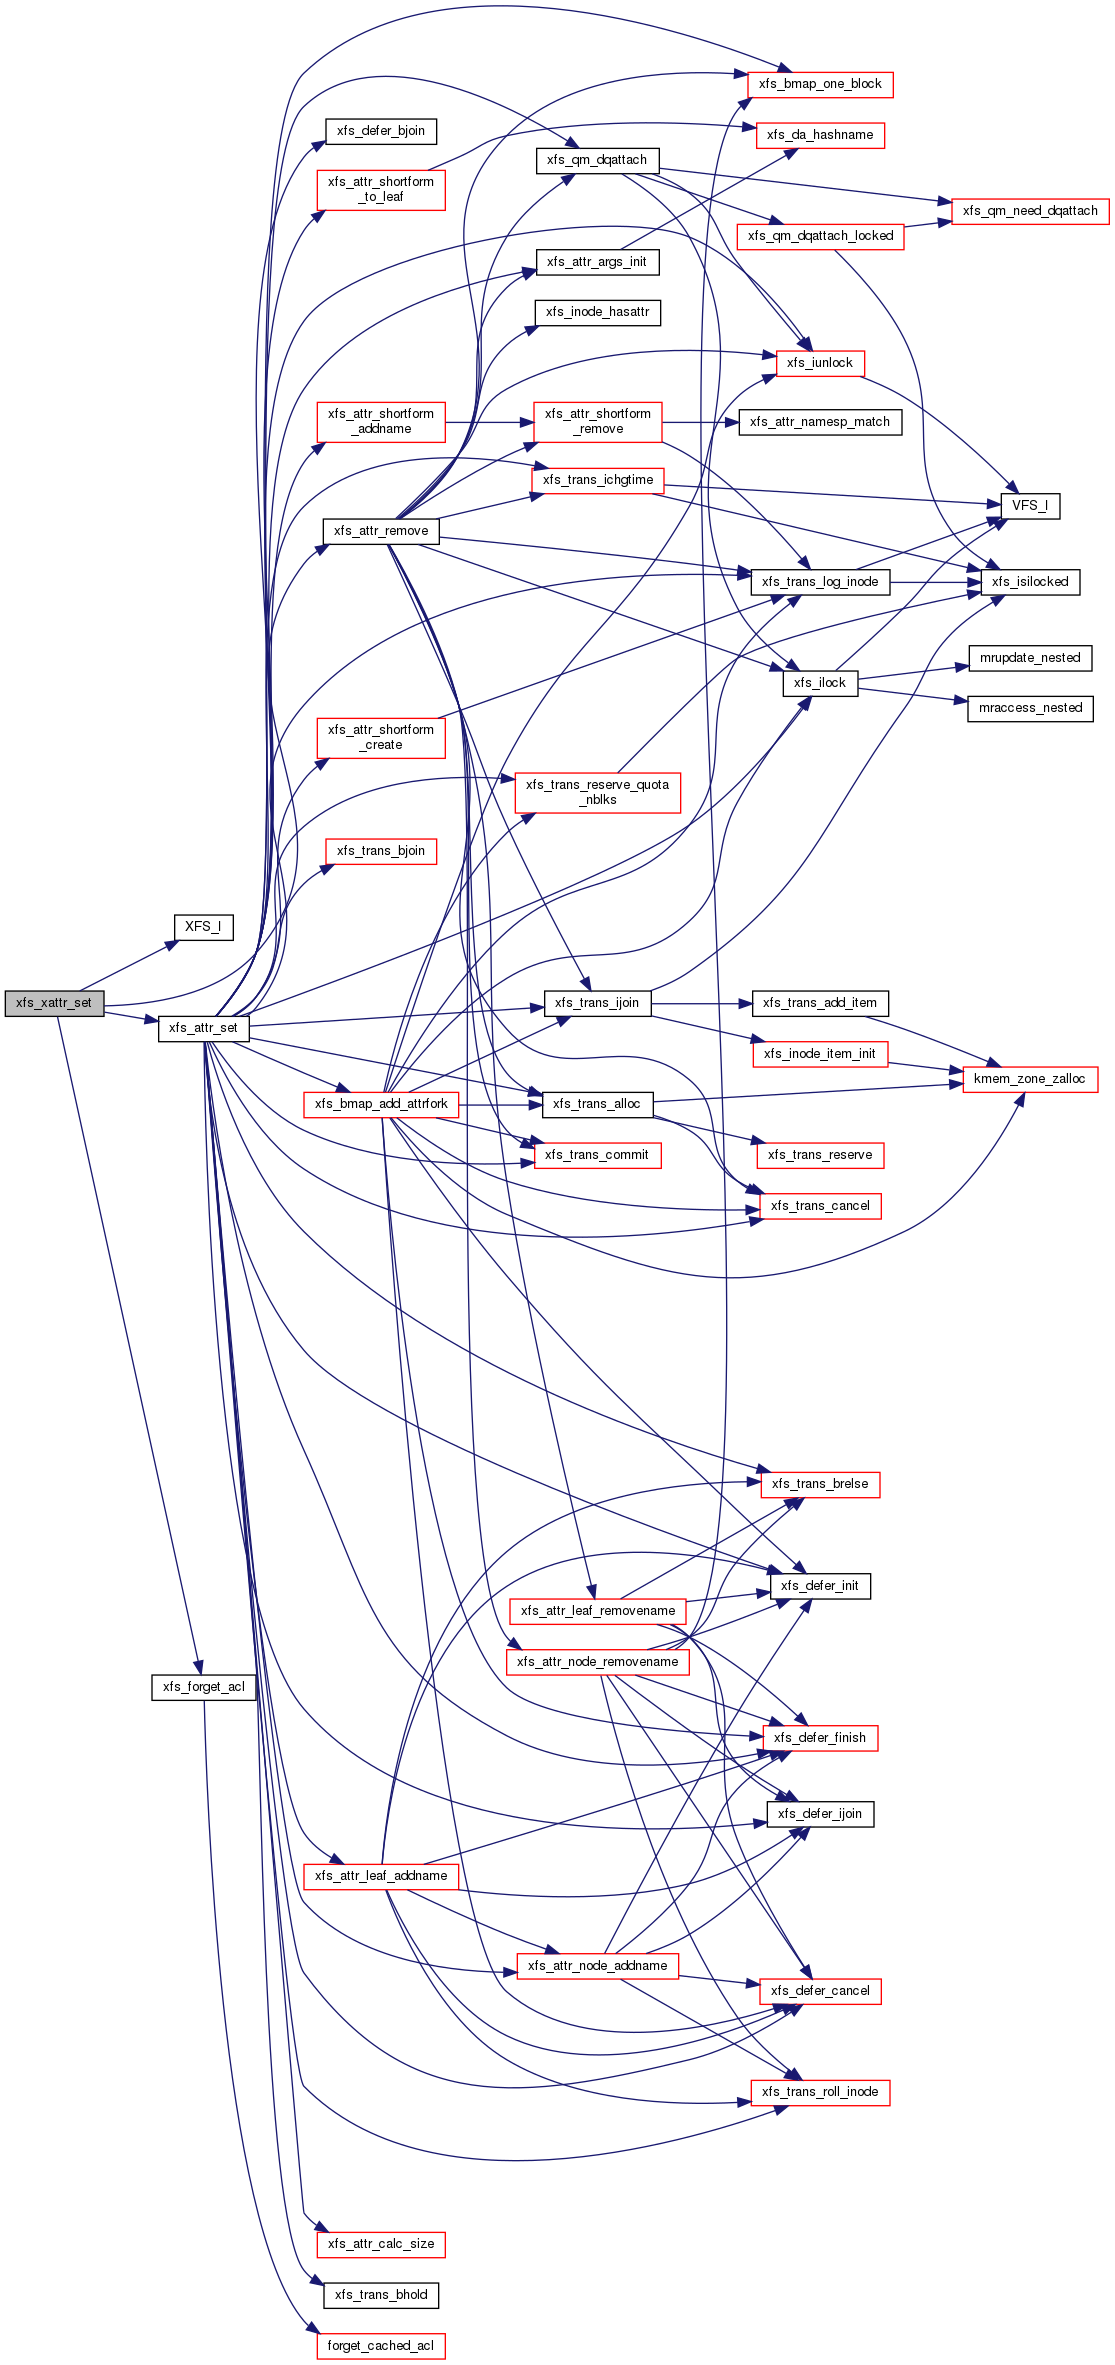 xfs_bmap_one_block
xfs_defer_bjoin
xfs_da_hashname
xfs_qm_dqattach
xfs_attr_shortform
_to_leaf
xfs_qm_need_dqattach
xfs_qm_dqattach_locked
xfs_attr_args_init
xfs_inode_hasattr
xfs_iunlock
xfs_attr_shortform
_addname
xfs_attr_shortform
_remove
xfs_attr_namesp_match
xfs_trans_ichgtime
VFS_I
xfs_attr_remove
xfs_trans_log_inode
xfs_isilocked
mrupdate_nested
xfs_ilock
mraccess_nested
xfs_attr_shortform
_create
xfs_trans_reserve_quota
_nblks
xfs_trans_bjoin
XFS_I
xfs_xattr_set
xfs_attr_set
xfs_trans_ijoin
xfs_trans_add_item
xfs_inode_item_init
kmem_zone_zalloc
xfs_bmap_add_attrfork
xfs_trans_alloc
xfs_trans_commit
xfs_trans_reserve
xfs_trans_cancel
xfs_trans_brelse
xfs_defer_init
xfs_attr_leaf_removename
xfs_attr_node_removename
xfs_forget_acl
xfs_defer_finish
xfs_defer_ijoin
xfs_attr_leaf_addname
xfs_attr_node_addname
xfs_defer_cancel
xfs_trans_roll_inode
xfs_attr_calc_size
xfs_trans_bhold
forget_cached_acl